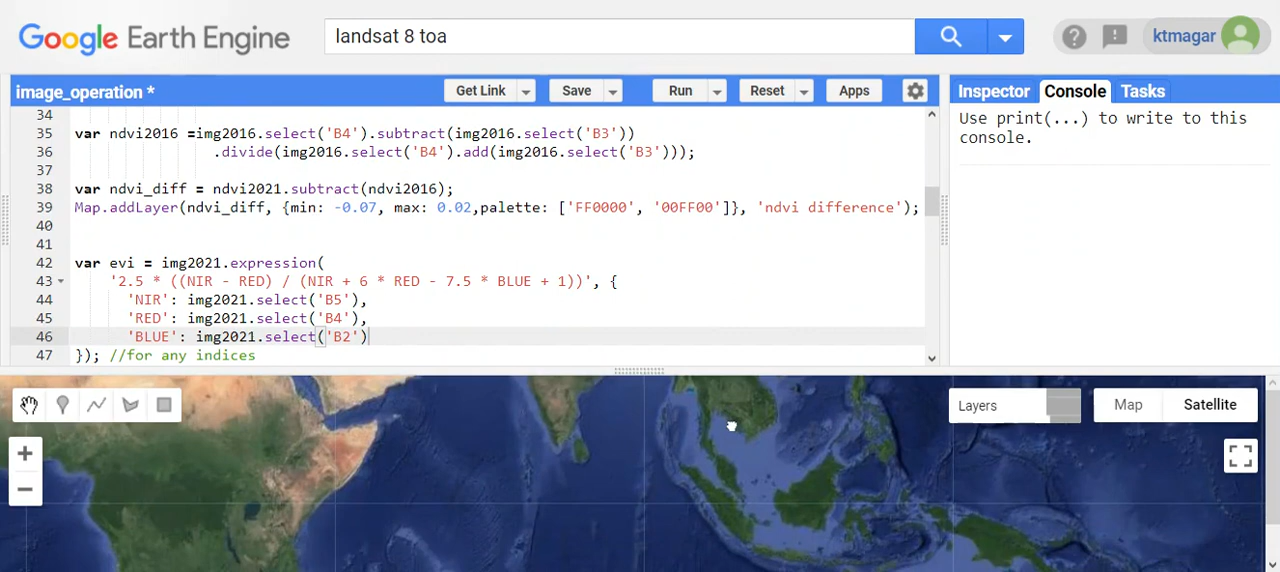 Google Earth Engine
landsat 8 toa
ktmagar
image_operation *
Get Link
Save
Run
Reset
Apps
Inspector
Console
Tasks
Use print(...) to write to this
console.
34
35 var ndvi2016 =img2016.select('B4').subtract(img2016.select('B3'))
36 .divide(img2016.select('B4').add(img2016.select('B3')));
37
38 var ndvi_diff = ndvi2021.subtract(ndvi2016);
39 Map.addLayer(ndvi_diff, {min: -0.07, max: 0.02,palette: ['FF0000', '00FF00']}, 'ndvi difference');
40
41
42 var evi = img2021.expression(
43 '2.5 * ((NIR - RED) / (NIR + 6 * RED - 7.5 * BLUE + 1))', {
44 'NIR': img2021.select('B5'),
45 'RED': img2021.select('B4'),
46 'BLUE': img2021.select('B2')
47 }); //for any indices
Layers
Map
Satellite